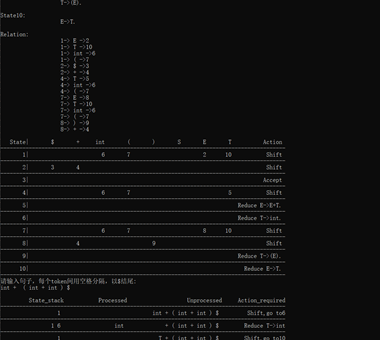 T->(E).
State10:
E->T.
Relation:
1-> E ->2
1-> T ->10
1-> int ->6
1-> ( ->7
2-> $ ->3
2-> + ->4
4-> T ->5
4-> int ->6
4-> ( ->7
7-> E ->8
7-> T ->10
7-> int ->6
7-> ( ->7
8-> ) ->9
8-> + ->4
State| $ + int ( ) S E T Action
1| 6 7 2 10 Shift
2| 3 4 Shift
3| Accept
4| 6 7 5 Shift
5| Reduce E->E+T.
6| Reduce T->int.
7| 6 7 8 10 Shift
8| 4 9 Shift
9| Reduce T->(E).
10| Reduce E->T.
请输入句子，每个token间用空格分隔，以$结尾:
int + ( int + int ) $
State_stack Processed Unprocessed Action_required
1 int + ( int + int ) $ Shift,go to6
1 6 int + ( int + int ) $ Reduce T->int
1 T + ( int + int ) $ Shift,go to10